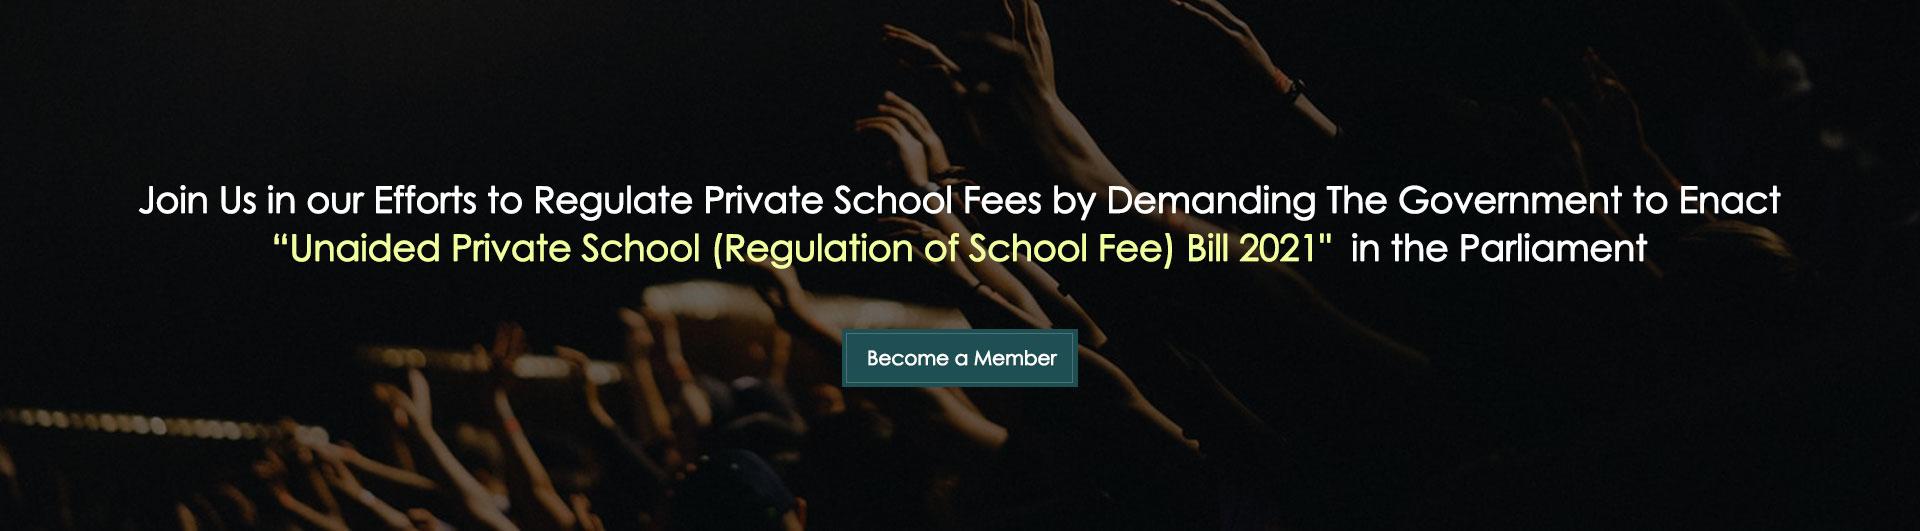 Join Us in our Efforts to Regulate Private School Fees by Demanding The Government to Enact
“Unaided Private School (Regulation of School Fee) Bill 2021" in the Parliament
Become a Member